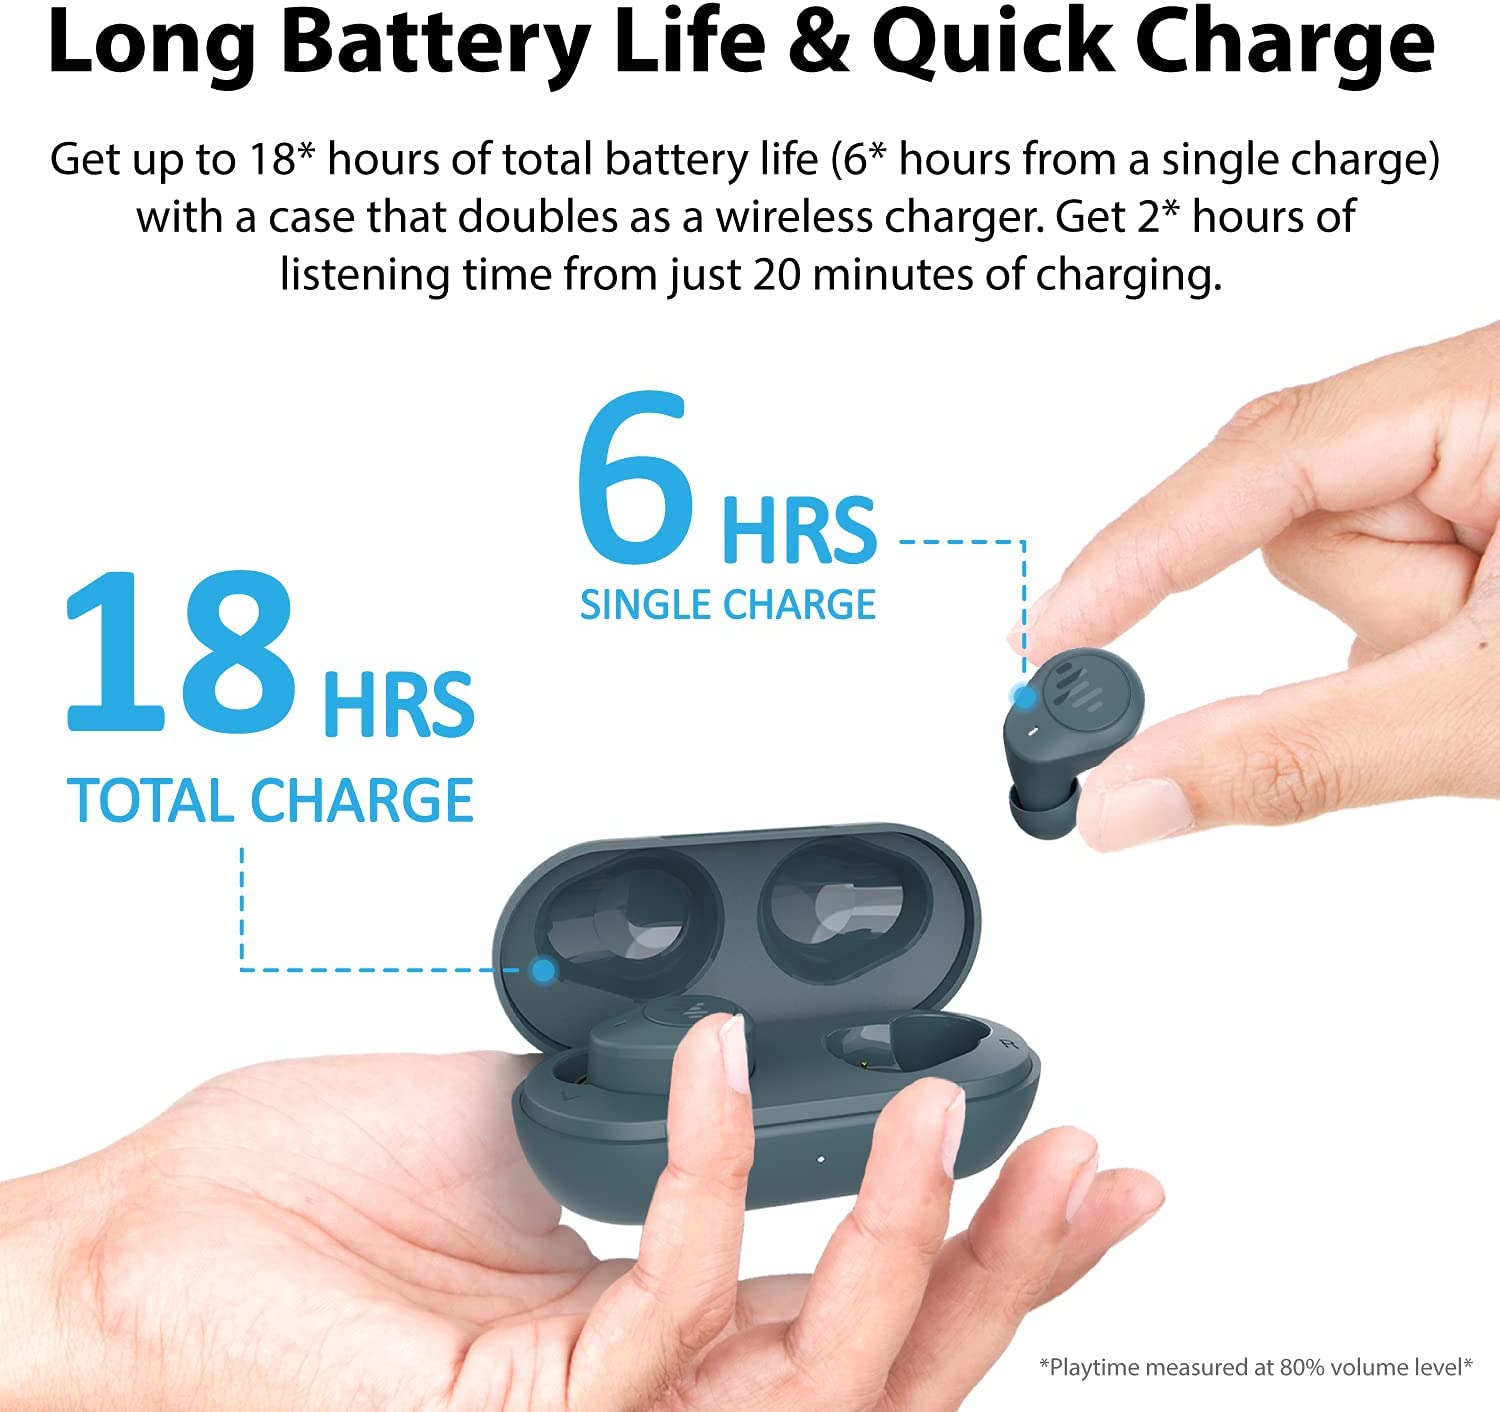 Long Battery Life & Quick Charge
Get up to 18* hours of total battery life (6* hours from a single charge)
with a case that doubles as a wireless charger. Get 2* hours of
listening time from just 20 minutes of charging.
6 HRS
SINGLE CHARGE
18 HRS
TOTAL CHARGE
L
R
*Playtime measured at 80% volume level*